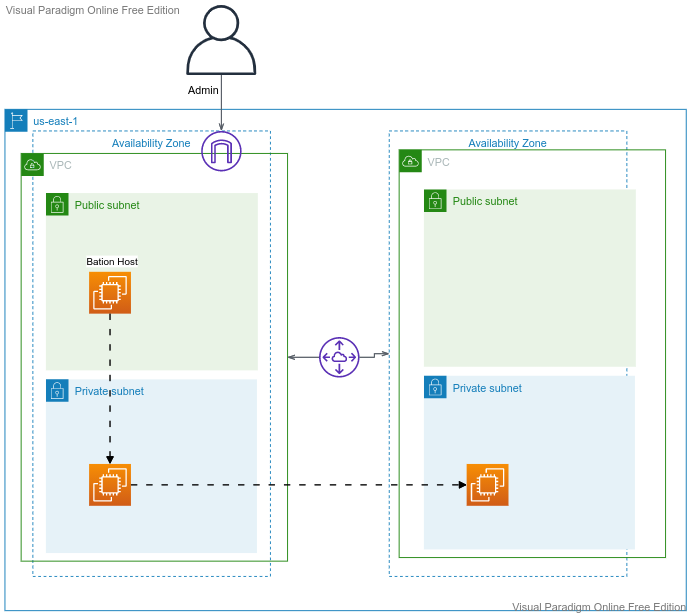 Visual Paradigm Online Free Edition
Admin
us-east-1
Availability Zone
Availability Zone
VPC
VPC
Public subnet
Public subnet
Bation Host
Private subnet
Private subnet
Visual Paradigm Online Free Edition